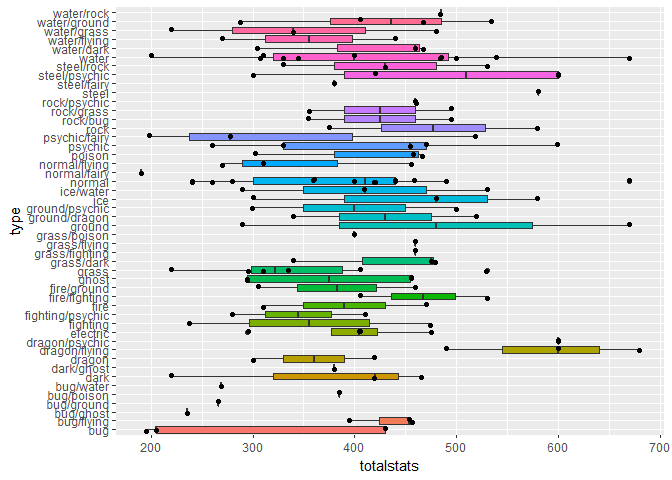 water/rock
water/ground
water/grass
water/flying
water/dark
water
steel/rock
steel/psychic
steel/fairy
steel
rock/psychic
rock/grass
rock/bug
rock
psychic/fairy
psychic
poison
normal/flying
normal/fairy
normal
ice/water
ice
ground/psychic
ground/dragon
ground
grass/poison
grass/flying
grass/fighting
grass/dark
grass
ghost
fire/ground
fire/fighting
fire
fighting/psychic
fighting
electric
dragon/psychic
dragon/flying
dragon
dark/ghost
dark
bug/water
bug/poison
bug/ground
bug/ghost
bug/flying
bug
type
200 300 400 500 600 700
totalstats